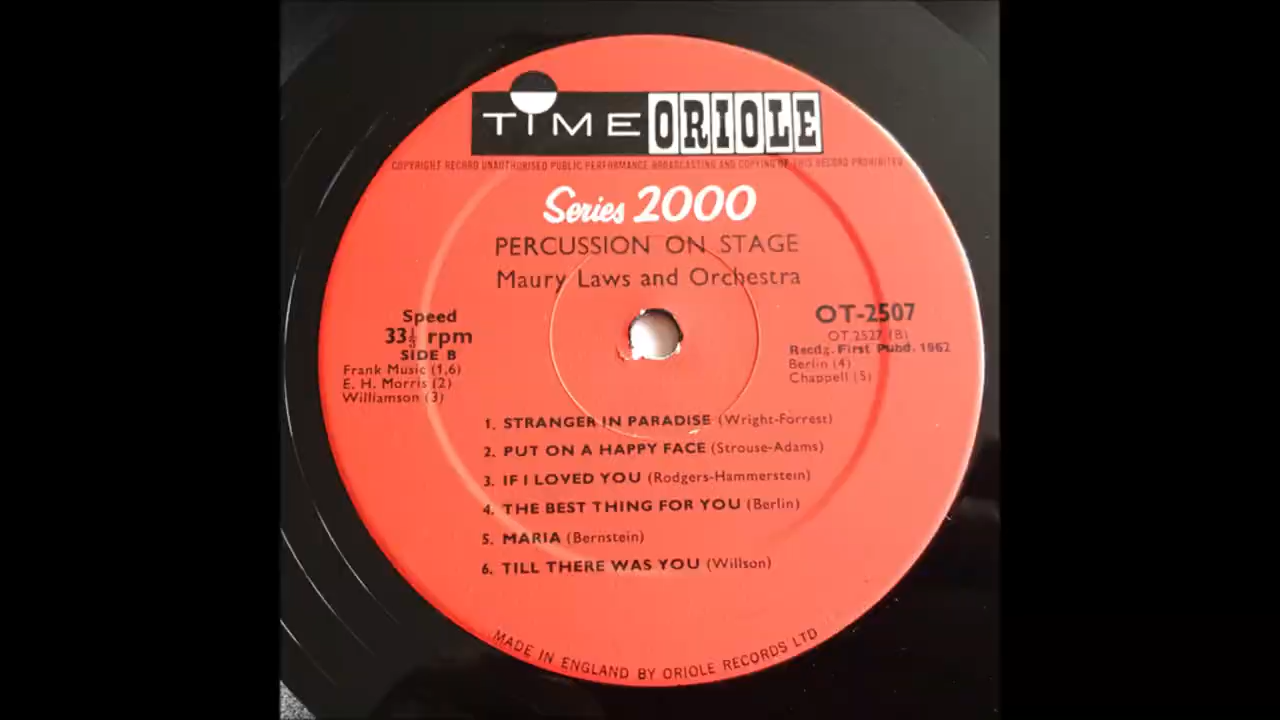 TIME ORIOLE
COPYRIGHT RECORD UNAUTHORISED PUBLIC PERFORMANCE BROADCASTING AND COPYING OF THIS RECORD PROHIBITED
Series 2000
PERCUSSION ON STAGE
Maury Laws and Orchestra
Speed
33⅓ rpm
SIDE B
Frank Music (1,6)
E. H. Morris (2)
Williamson (3)
OT-2507
OT.2527 (B)
Recdg. First Pubd. 1962
Berlin (4)
Chappell (5)
1. STRANGER IN PARADISE (Wright-Forrest)
2. PUT ON A HAPPY FACE (Strouse-Adams)
3. IF I LOVED YOU (Rodgers-Hammerstein)
4. THE BEST THING FOR YOU (Berlin)
5. MARIA (Bernstein)
6. TILL THERE WAS YOU (Willson)
MADE IN ENGLAND BY ORIOLE RECORDS LTD